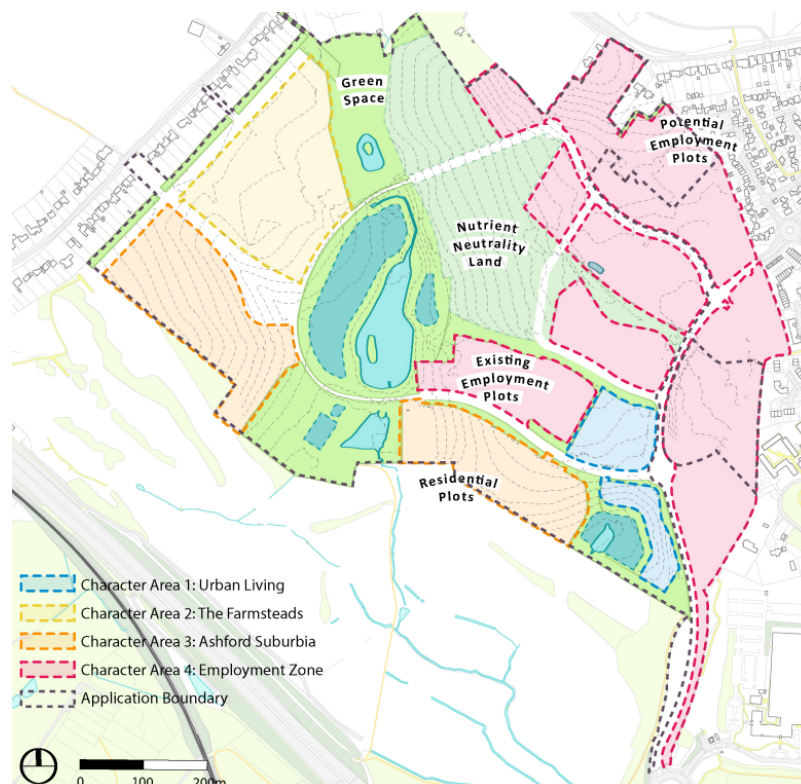 Green
Space
Potential
Employment
Plots
Nutrient
Neutrality
Land
Existing
Employment
Plots
Residential
Plots
Character Area 1: Urban Living
Character Area 2: The Farmsteads
Character Area 3: Ashford Suburbia
Character Area 4: Employment Zone
Application Boundary
0 100 200m